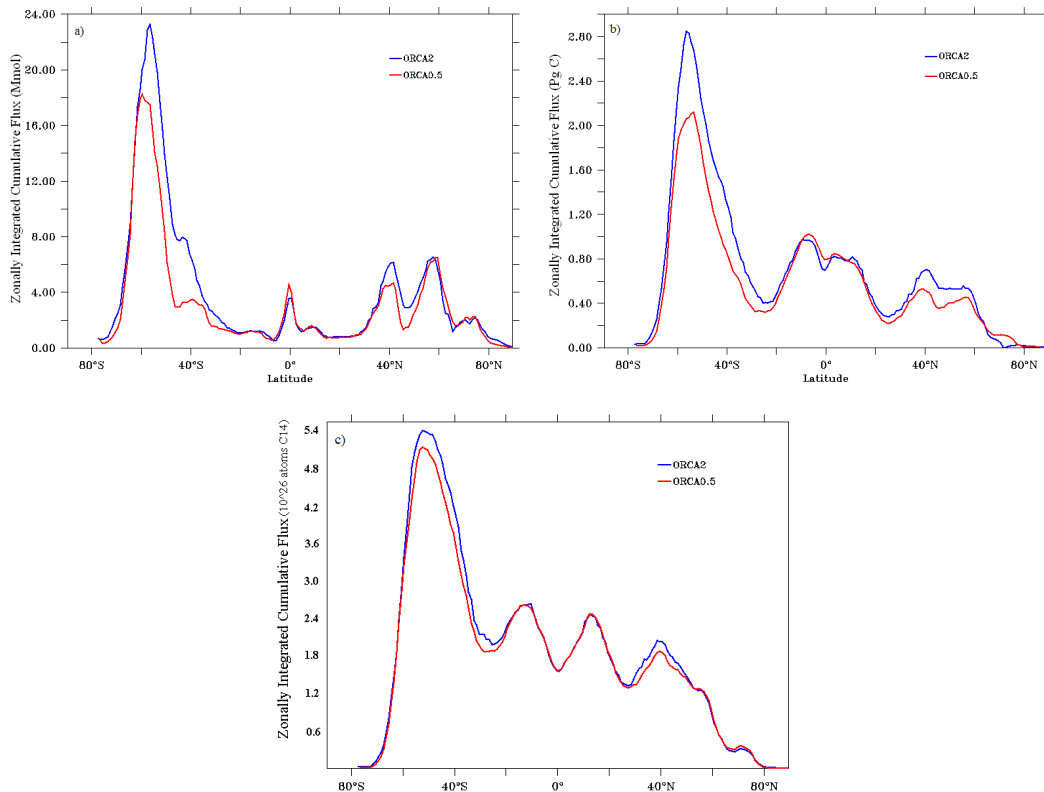 a)
Zonally Integrated Cumulative Flux (Mmol)
24.00
20.00
16.00
12.00
8.00
4.00
0.00
ORCA2
ORCA0.5
80°S 40°S 0° 40°N 80°N
Latitude
b)
Zonally Integrated Cumulative Flux (Pg C)
2.80
2.40
2.00
1.60
1.20
0.80
0.40
0.00
ORCA2
ORCA0.5
80°S 40°S 0° 40°N 80°N
Latitude
c)
Zonally Integrated Cumulative Flux (10^26 atoms C14)
5.4
4.8
4.2
3.6
3.0
2.4
1.8
1.2
0.6
ORCA2
ORCA0.5
80°S 40°S 0° 40°N 80°N